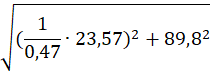 √((1/0,47 · 23,57)² + 89,8²)